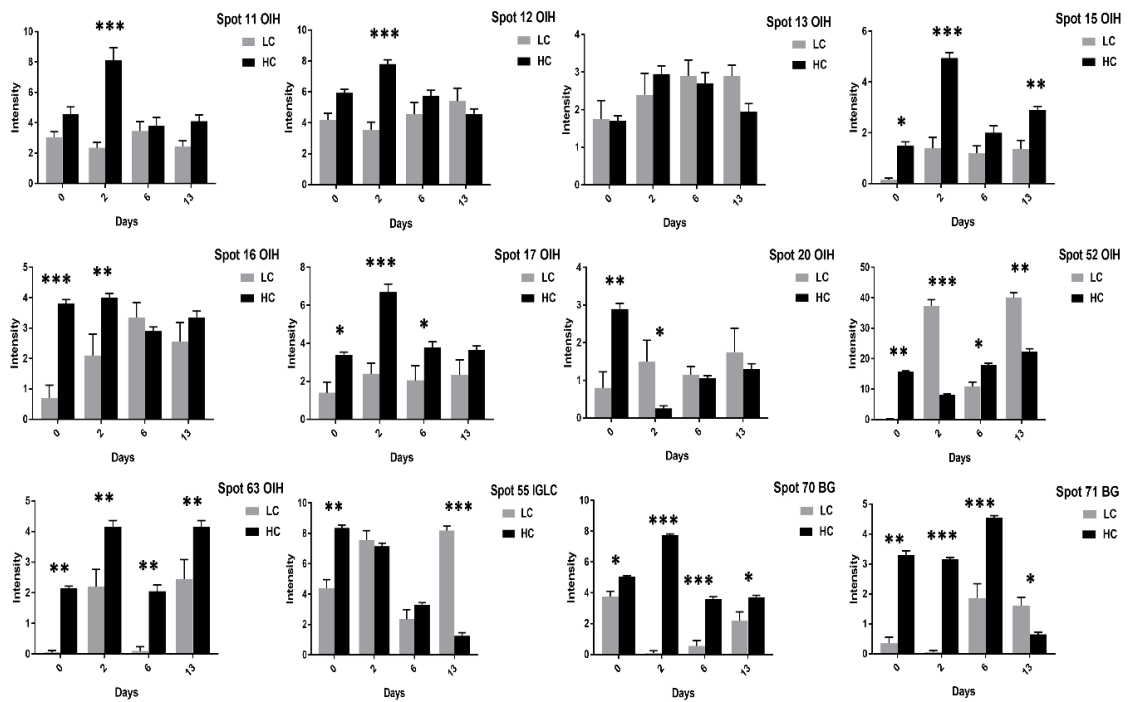 Spot 11 OIH
LC
HC
***
Intensity
10
8
6
4
2
0
0
2
6
13
Days
Spot 12 OIH
LC
HC
***
Intensity
10
8
6
4
2
0
0
2
6
13
Days
Spot 13 OIH
LC
HC
Intensity
4
3
2
1
0
0
2
6
13
Days
Spot 15 OIH
LC
HC
* *** **
Intensity
6
4
2
0
0
2
6
13
Days
Spot 16 OIH
LC
HC
*** **
Intensity
5
4
3
2
1
0
0
2
6
13
Days
Spot 17 OIH
LC
HC
* *** *
Intensity
8
6
4
2
0
0
2
6
13
Days
Spot 20 OIH
LC
HC
** *
Intensity
4
3
2
1
0
0
2
6
13
Days
Spot 52 OIH
LC
HC
** *** * **
Intensity
50
40
30
20
10
0
0
2
6
13
Days
Spot 63 OIH
LC
HC
** ** ** **
Intensity
5
4
3
2
1
0
0
2
6
13
Days
Spot 55 IGLC
LC
HC
** ***
Intensity
10
8
6
4
2
0
0
2
6
13
Days
Spot 70 BG
LC
HC
* *** *** *
Intensity
10
8
6
4
2
0
0
2
6
13
Days
Spot 71 BG
LC
HC
** *** *** *
Intensity
5
4
3
2
1
0
0
2
6
13
Days